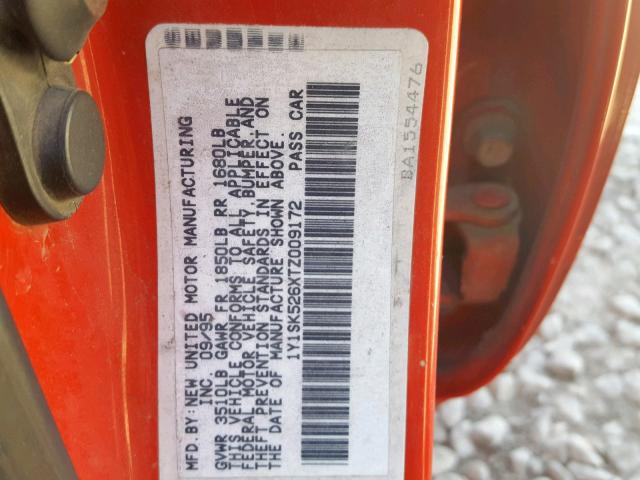 MFD.BY:NEW UNITED MOTOR MANUFACTURING
INC. 09/95
GVWR 3510LB GAWR FR 1850LB RR 1680LB
THIS VEHICLE CONFORMS TO ALL APPLICABLE
FEDERAL MOTOR VEHICLE SAFETY BUMPER,AND
THEFT PREVENTION STANDARDS IN EFFECT ON
THE DATE OF MANUFACTURE SHOWN ABOVE.
1Y1SK526XTZ009172 PASS CAR
BA1554476